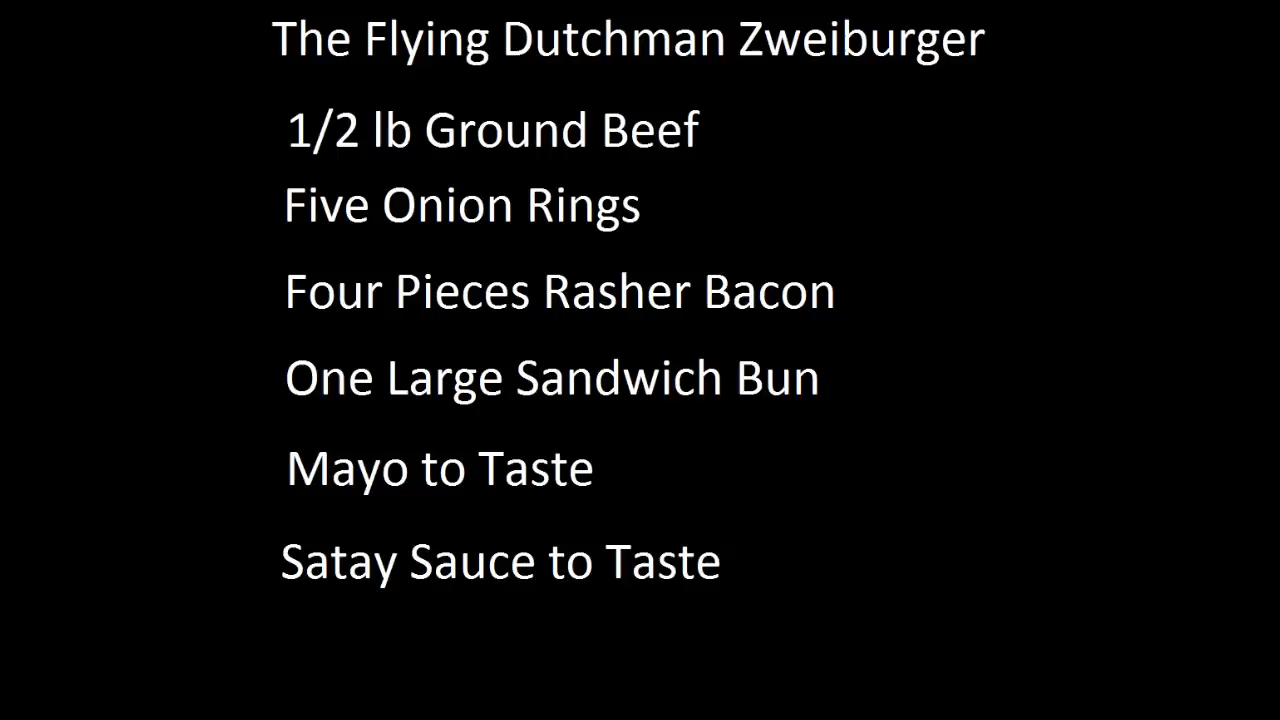 The Flying Dutchman Zweiburger
1/2 lb Ground Beef
Five Onion Rings
Four Pieces Rasher Bacon
One Large Sandwich Bun
Mayo to Taste
Satay Sauce to Taste